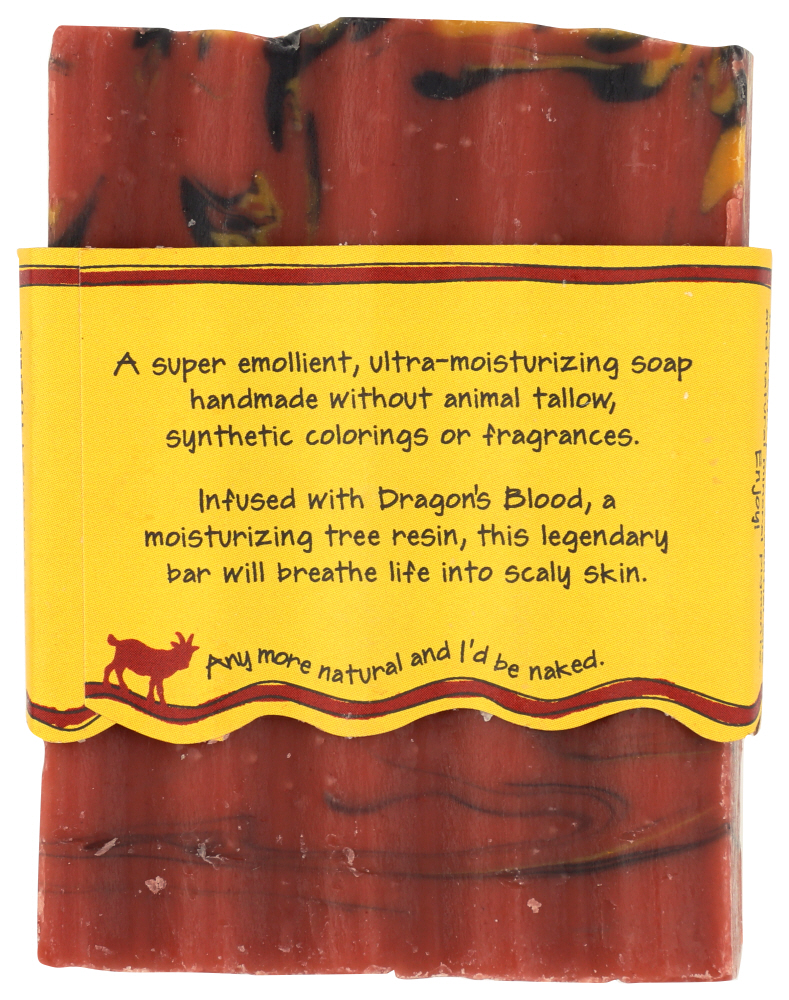 A super emollient, ultra-moisturizing soap
handmade without animal tallow,
synthetic colorings or fragrances.
Infused with Dragon's Blood, a
moisturizing tree resin, this legendary
bar will breathe life into scaly skin.
Any more natural and I'd be naked.
Enjoy!